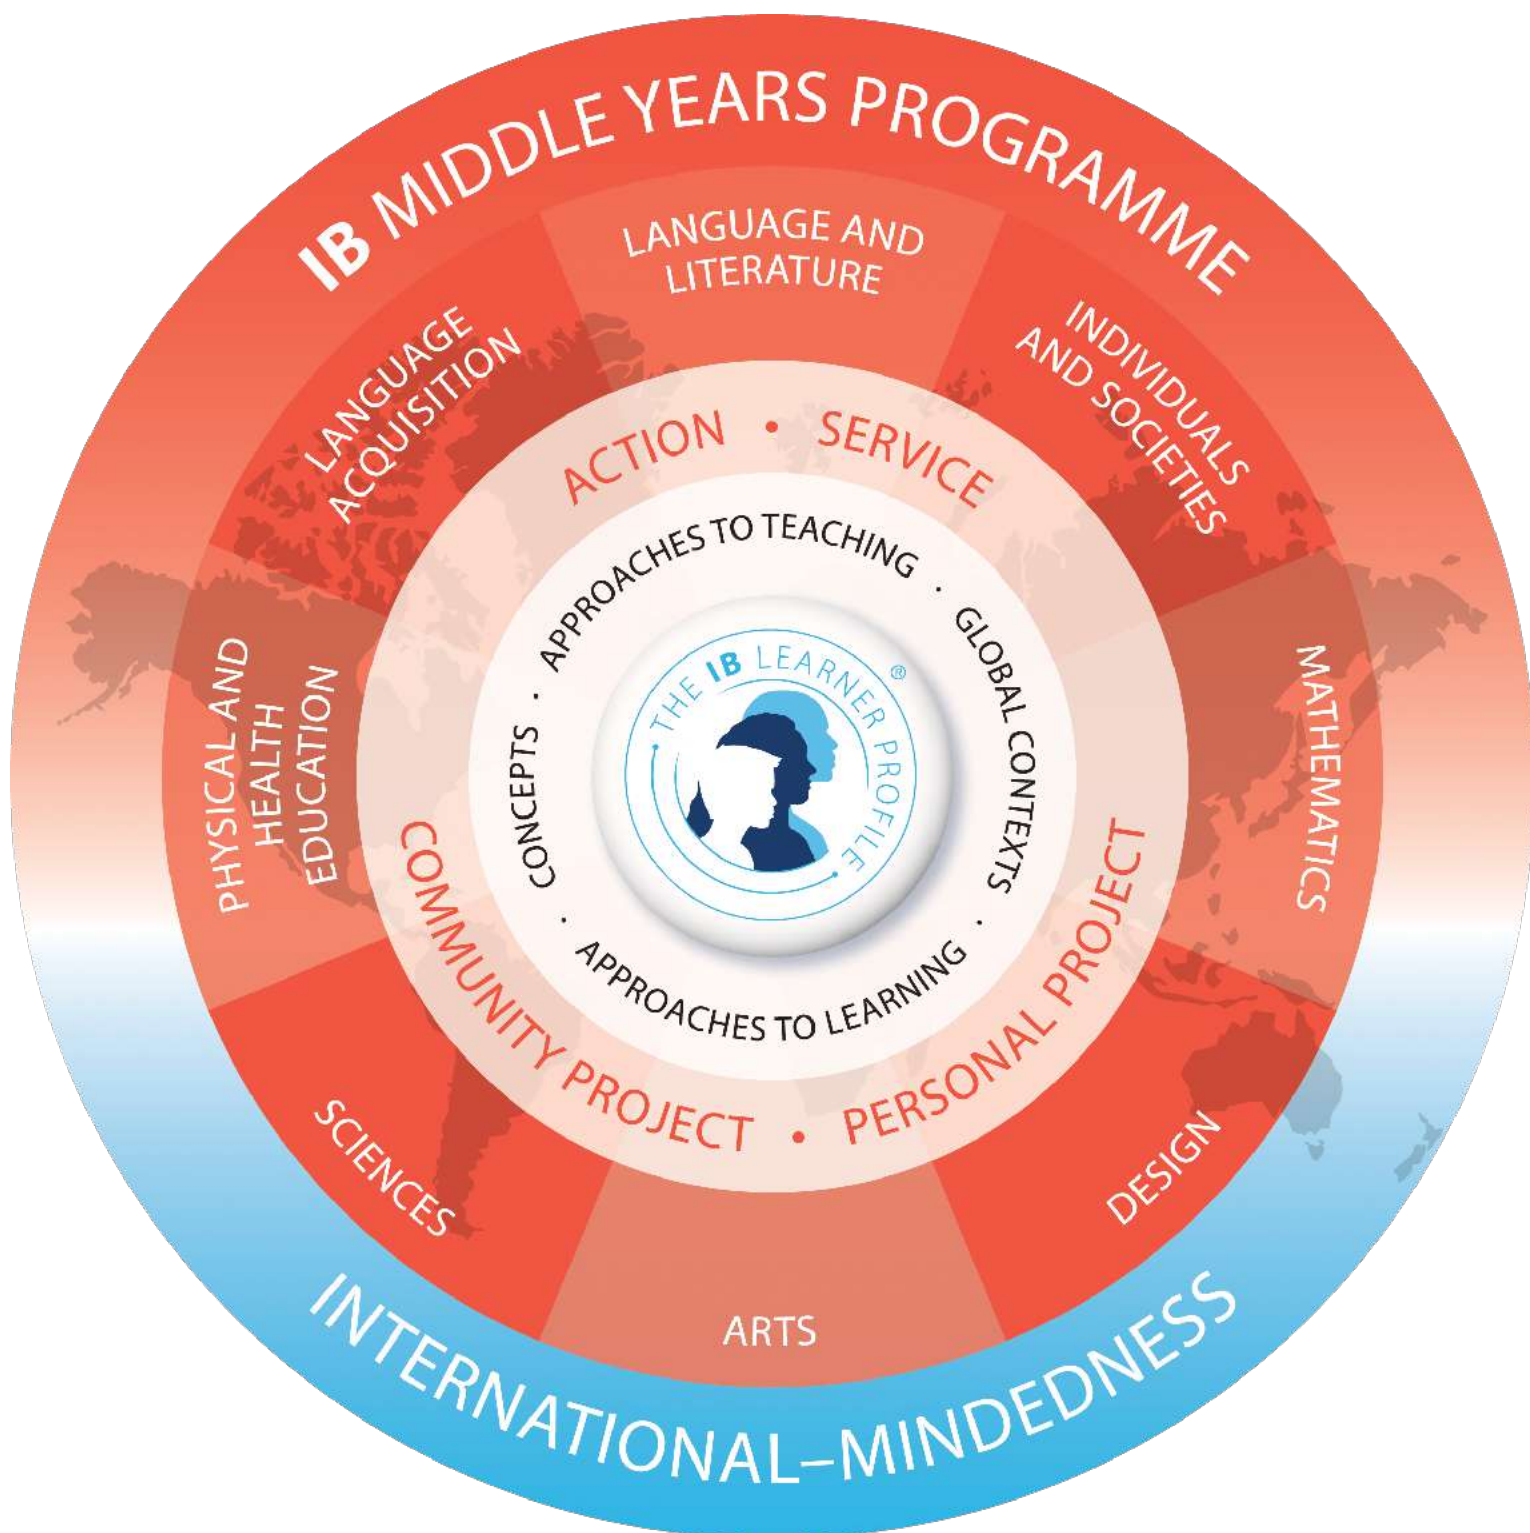 IB MIDDLE YEARS PROGRAMME
LANGUAGE AND
LITERATURE
INDIVIDUALS
AND SOCIETIES
MATHEMATICS
DESIGN
ARTS
SCIENCES
PHYSICAL AND
HEALTH
EDUCATION
LANGUAGE
ACQUISITION
ACTION • SERVICE
PERSONAL PROJECT
•
COMMUNITY PROJECT
APPROACHES TO TEACHING ·
GLOBAL CONTEXTS ·
APPROACHES TO LEARNING ·
CONCEPTS ·
THE IB LEARNER PROFILE ®
INTERNATIONAL–MINDEDNESS